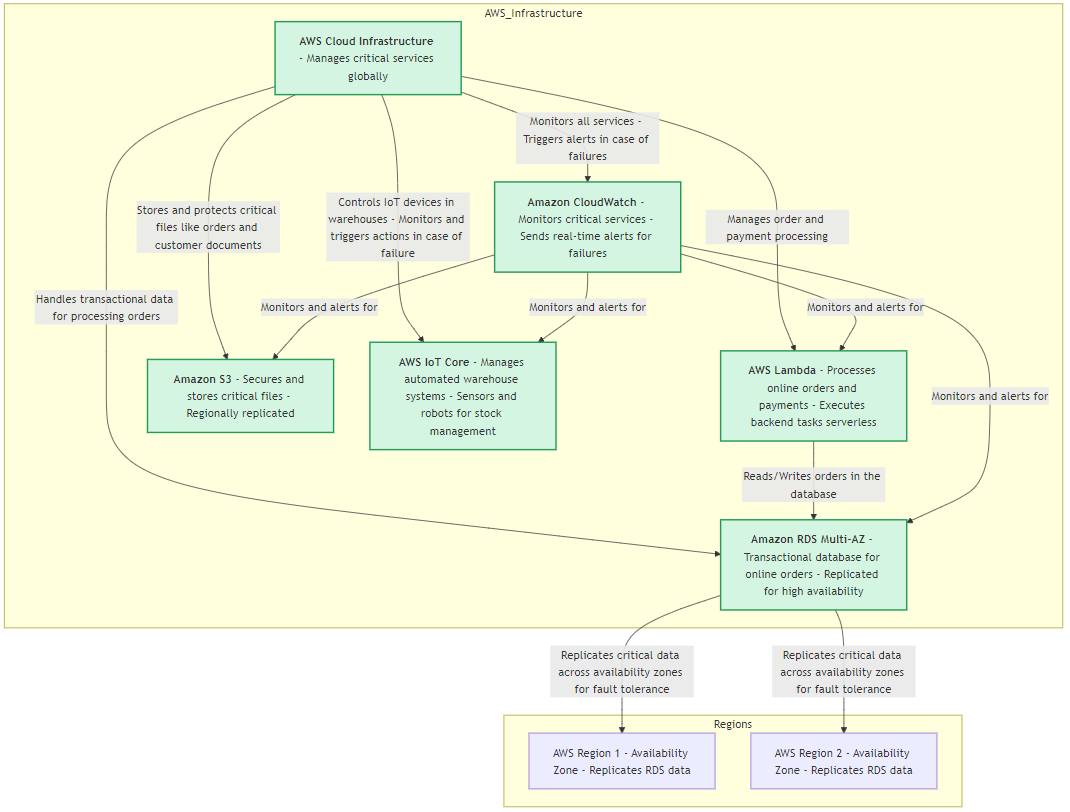 AWS_Infrastructure
AWS Cloud Infrastructure
- Manages critical services
globally
Monitors all services -
Triggers alerts in case of
failures
Stores and protects critical
files like orders and
customer documents
Controls IoT devices in
warehouses - Monitors and
triggers actions in case of
failure
Amazon CloudWatch -
Monitors critical services -
Sends real-time alerts for
failures
Manages order and
payment processing
Handles transactional data
for processing orders
Monitors and alerts for
Monitors and alerts for
Monitors and alerts for
Amazon S3 - Secures and
stores critical files -
Regionally replicated
AWS IoT Core - Manages
automated warehouse
systems - Sensors and
robots for stock
management
AWS Lambda - Processes
online orders and
payments - Executes
backend tasks serverless
Monitors and alerts for
Reads/Writes orders in the
database
Amazon RDS Multi-AZ -
Transactional database for
online orders - Replicated
for high availability
Replicates critical data
across availability zones
for fault tolerance
Replicates critical data
across availability zones
for fault tolerance
Regions
AWS Region 1 - Availability
Zone - Replicates RDS data
AWS Region 2 - Availability
Zone - Replicates RDS data